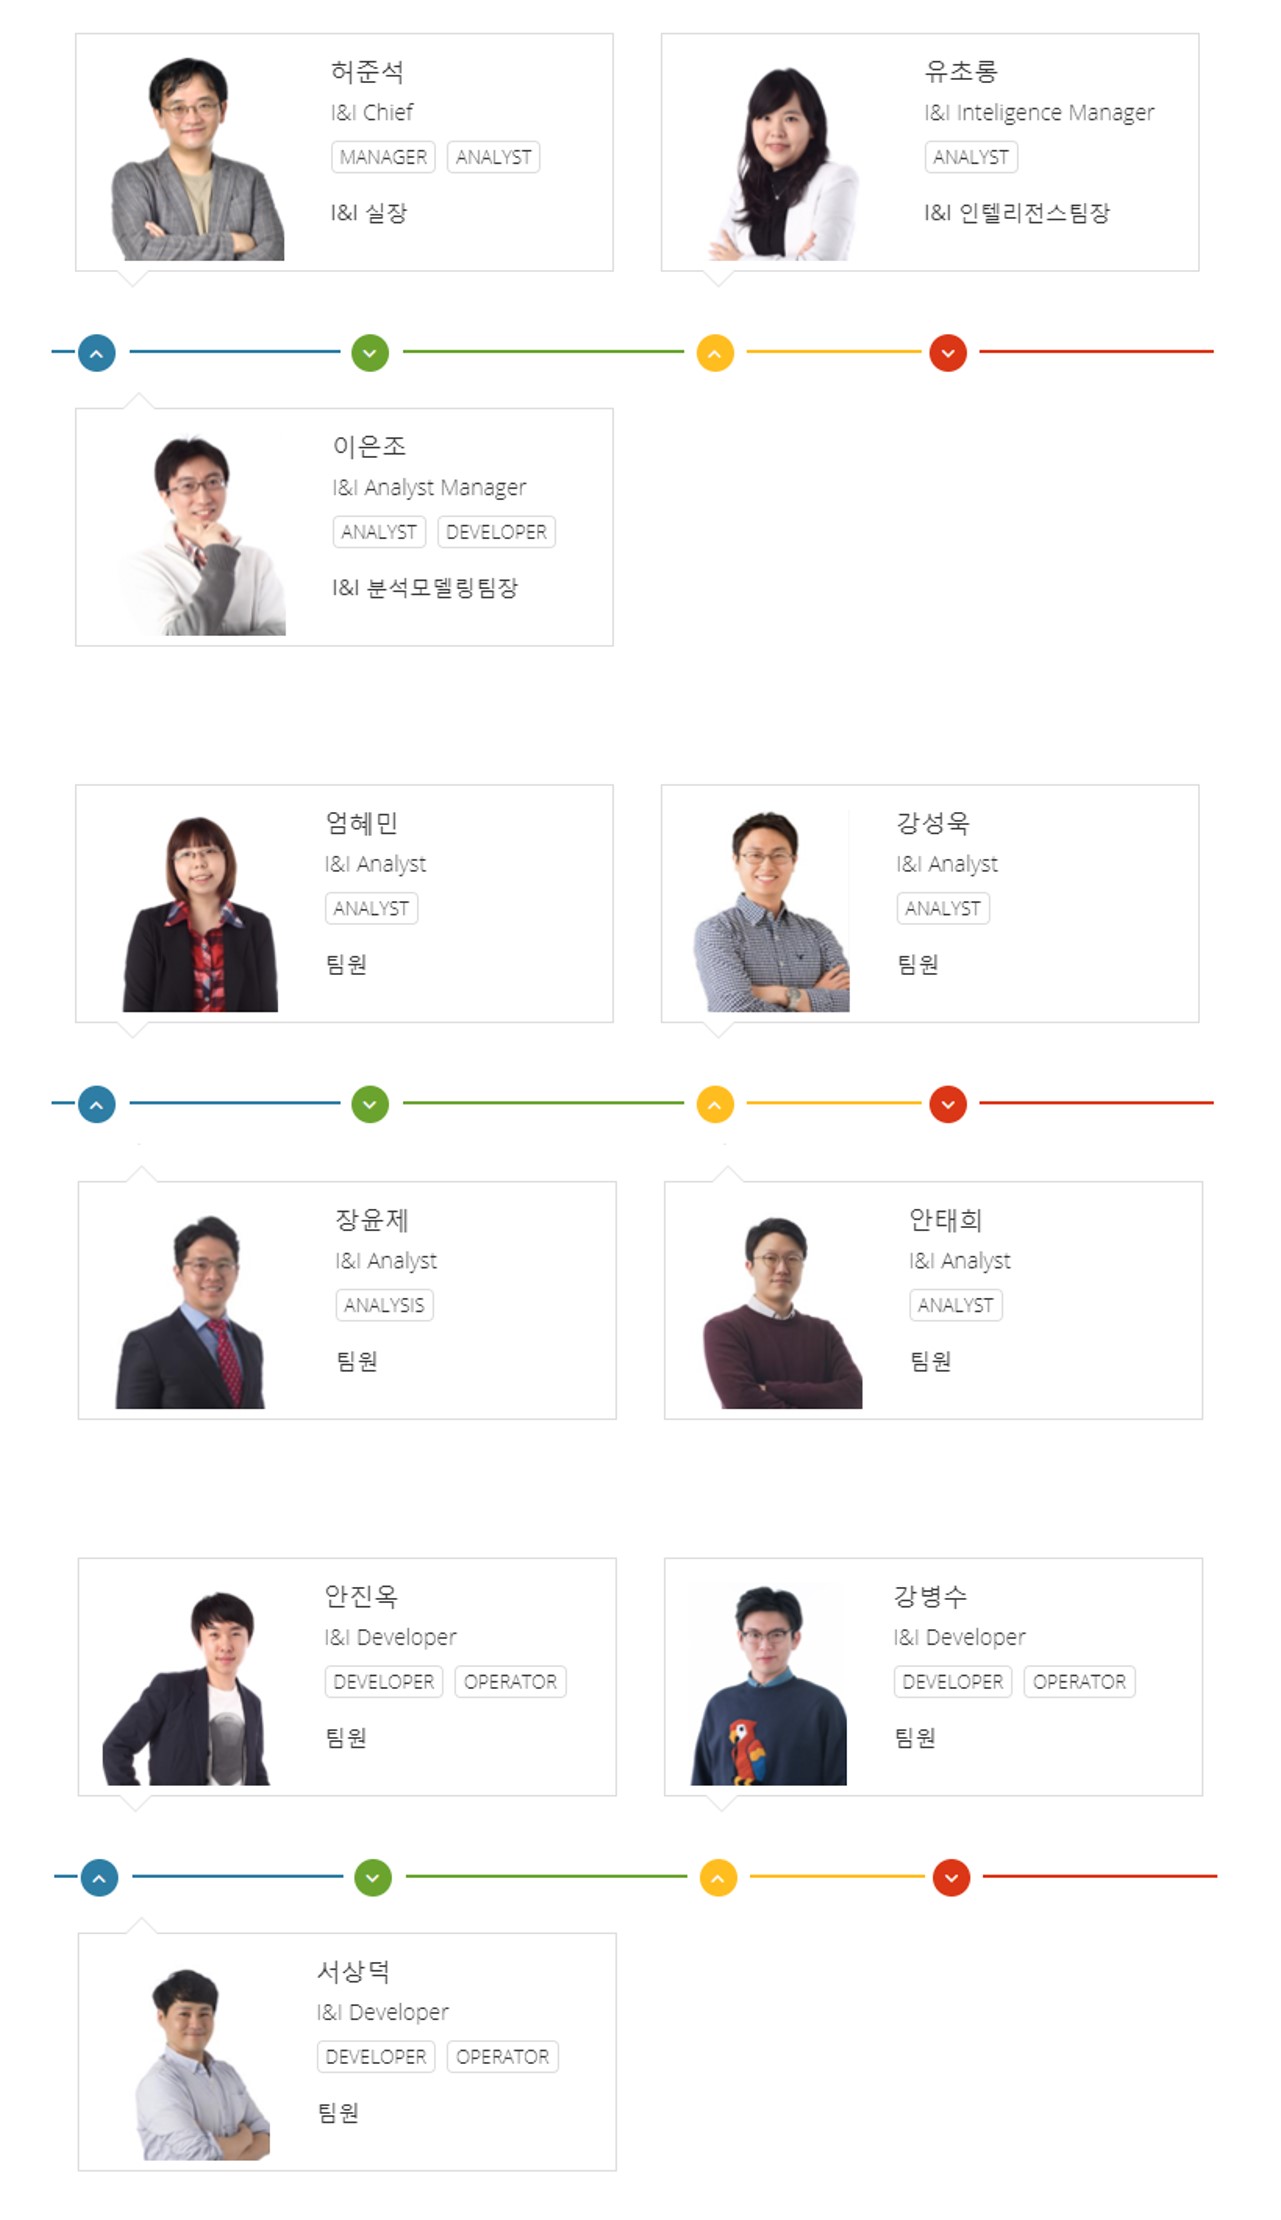 허준석
I&I Chief
MANAGER ANALYST
I&I 실장
유초롱
I&I Inteligence Manager
ANALYST
I&I 인텔리전스팀장
이은조
I&I Analyst Manager
ANALYST DEVELOPER
I&I 분석모델링팀장
엄혜민
I&I Analyst
ANALYST
팀원
강성욱
I&I Analyst
ANALYST
팀원
장윤제
I&I Analyst
ANALYSIS
팀원
안태희
I&I Analyst
ANALYST
팀원
안진옥
I&I Developer
DEVELOPER OPERATOR
팀원
강병수
I&I Developer
DEVELOPER OPERATOR
팀원
서상덕
I&I Developer
DEVELOPER OPERATOR
팀원